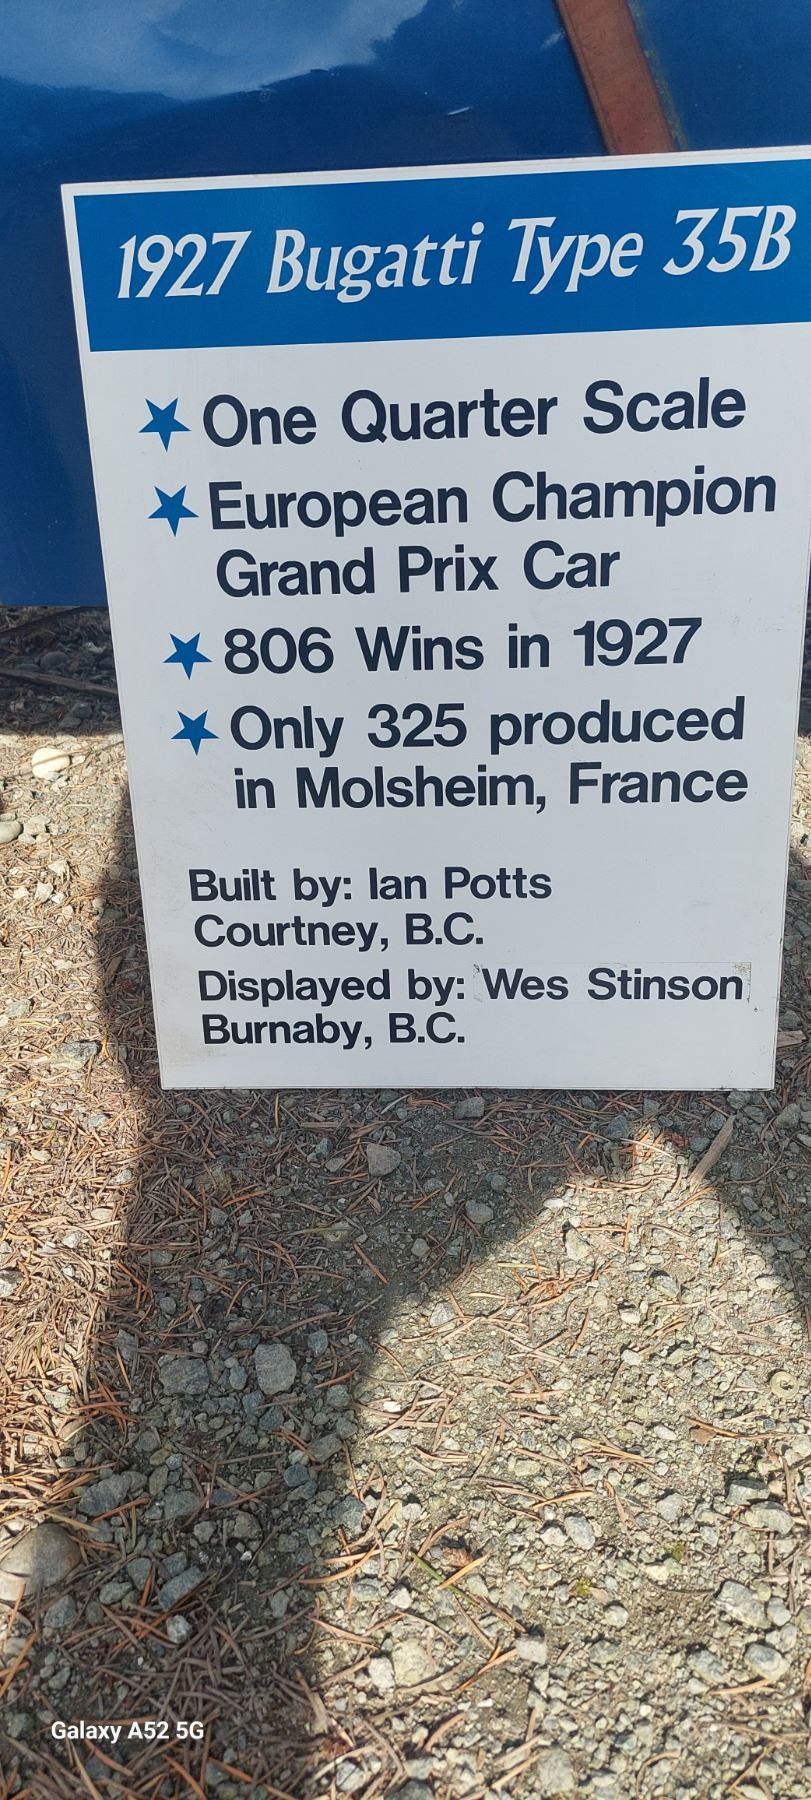 1927 Bugatti Type 35B
One Quarter Scale
European Champion
Grand Prix Car
806 Wins in 1927
Only 325 produced
in Molsheim, France
Built by: Ian Potts
Courtney, B.C.
Displayed by: Wes Stinson
Burnaby, B.C.
Galaxy A52 5G